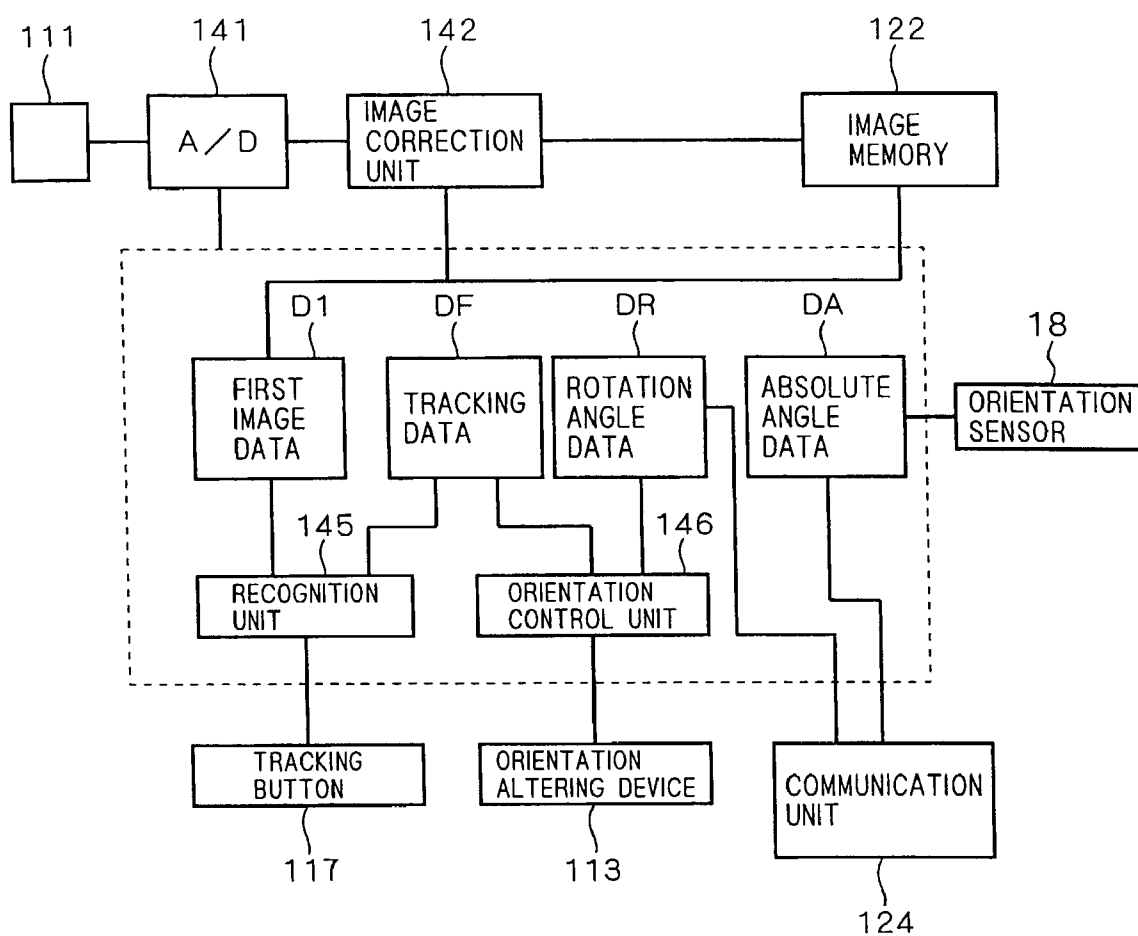 111
141
142
122
A/D
IMAGE
CORRECTION
UNIT
IMAGE
MEMORY
D1
DF
DR
DA
18
FIRST
IMAGE
DATA
TRACKING
DATA
ROTATION
ANGLE
DATA
ABSOLUTE
ANGLE
DATA
ORIENTATION
SENSOR
145
146
RECOGNITION
UNIT
ORIENTATION
CONTROL UNIT
TRACKING
BUTTON
ORIENTATION
ALTERING DEVICE
COMMUNICATION
UNIT
117
113
124